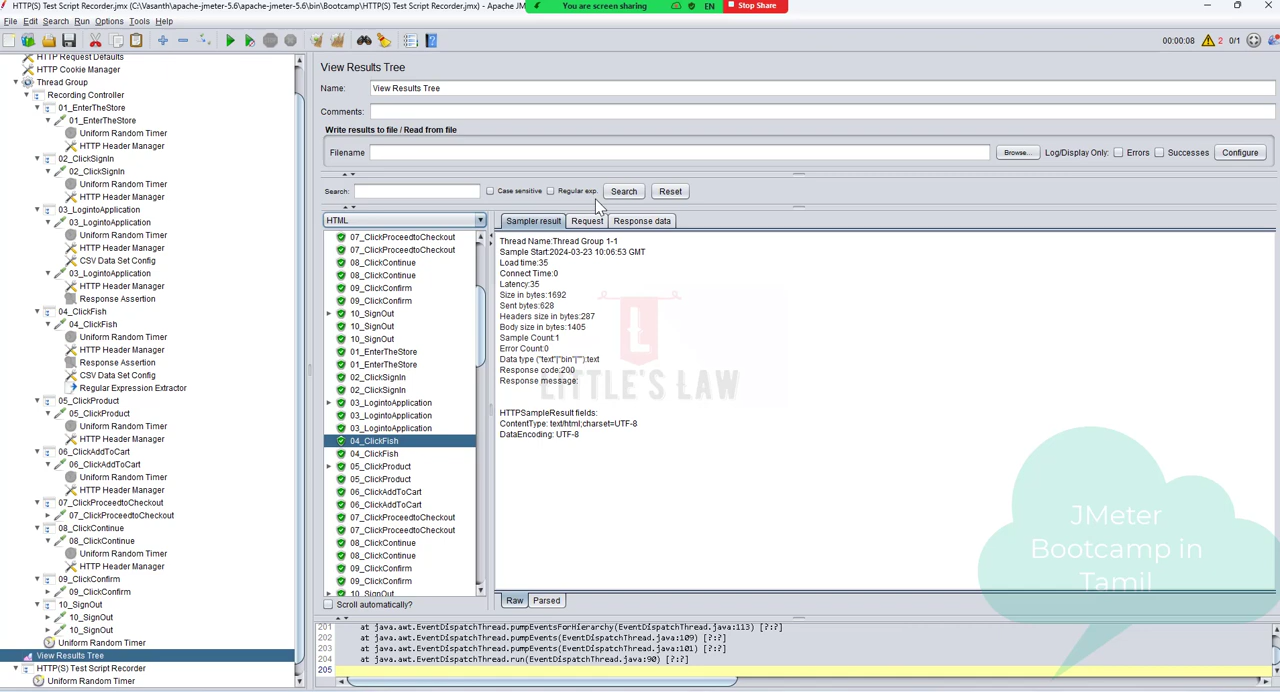 HTTP(S) Test Script Recorder.jmx (C:\Vasanth\apache-jmeter-5.6\apache-jmeter-5.6\bin\Bootcamp\HTTP(S) Test Script Recorder.jmx) - Apache JM
You are screen sharing
EN
Stop Share
File Edit Search Run Options Tools Help
00:00:08 2 0/1
HTTP Request Defaults
HTTP Cookie Manager
Thread Group
Recording Controller
01_EnterTheStore
01_EnterTheStore
Uniform Random Timer
HTTP Header Manager
02_ClickSignIn
02_ClickSignIn
Uniform Random Timer
HTTP Header Manager
03_LogintoApplication
03_LogintoApplication
Uniform Random Timer
HTTP Header Manager
CSV Data Set Config
03_LogintoApplication
HTTP Header Manager
Response Assertion
04_ClickFish
04_ClickFish
Uniform Random Timer
HTTP Header Manager
Response Assertion
CSV Data Set Config
Regular Expression Extractor
05_ClickProduct
05_ClickProduct
Uniform Random Timer
HTTP Header Manager
06_ClickAddToCart
06_ClickAddToCart
Uniform Random Timer
HTTP Header Manager
07_ClickProceedtoCheckout
07_ClickProceedtoCheckout
08_ClickContinue
08_ClickContinue
Uniform Random Timer
HTTP Header Manager
09_ClickConfirm
09_ClickConfirm
10_SignOut
10_SignOut
10_SignOut
Uniform Random Timer
View Results Tree
HTTP(S) Test Script Recorder
Uniform Random Timer
View Results Tree
Name: View Results Tree
Comments:
Write results to file / Read from file
Filename Browse... Log/Display Only: Errors Successes Configure
Search: Case sensitive Regular exp. Search Reset
HTML
07_ClickProceedtoCheckout
07_ClickProceedtoCheckout
08_ClickContinue
08_ClickContinue
09_ClickConfirm
09_ClickConfirm
10_SignOut
10_SignOut
10_SignOut
01_EnterTheStore
01_EnterTheStore
02_ClickSignIn
02_ClickSignIn
03_LogintoApplication
03_LogintoApplication
03_LogintoApplication
04_ClickFish
04_ClickFish
05_ClickProduct
05_ClickProduct
06_ClickAddToCart
06_ClickAddToCart
07_ClickProceedtoCheckout
07_ClickProceedtoCheckout
08_ClickContinue
08_ClickContinue
09_ClickConfirm
09_ClickConfirm
10_SignOut
Scroll automatically?
Sampler result Request Response data
Thread Name:Thread Group 1-1
Sample Start:2024-03-23 10:06:53 GMT
Load time:35
Connect Time:0
Latency:35
Size in bytes:1692
Sent bytes:628
Headers size in bytes:287
Body size in bytes:1405
Sample Count:1
Error Count:0
Data type ("text"|"bin"|""):text
Response code:200
Response message:
HTTPSampleResult fields:
ContentType: text/html;charset=UTF-8
DataEncoding: UTF-8
L
LITTLE'S LAW
JMeter
Bootcamp in
Tamil
Raw Parsed
201 at java.awt.EventDispatchThread.pumpEventsForHierarchy(EventDispatchThread.java:113) [?:?]
202 at java.awt.EventDispatchThread.pumpEvents(EventDispatchThread.java:109) [?:?]
203 at java.awt.EventDispatchThread.pumpEvents(EventDispatchThread.java:101) [?:?]
204 at java.awt.EventDispatchThread.run(EventDispatchThread.java:90) [?:?]
205